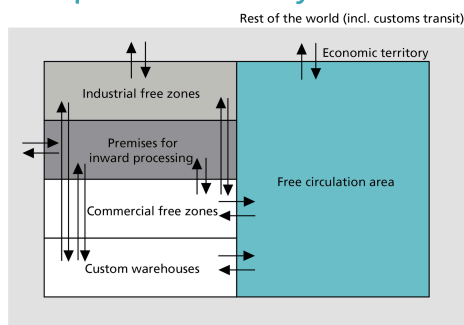 Rest of the world (incl. customs transit)
Economic territory
Industrial free zones
Premises for
inward processing
Free circulation area
Commercial free zones
Custom warehouses